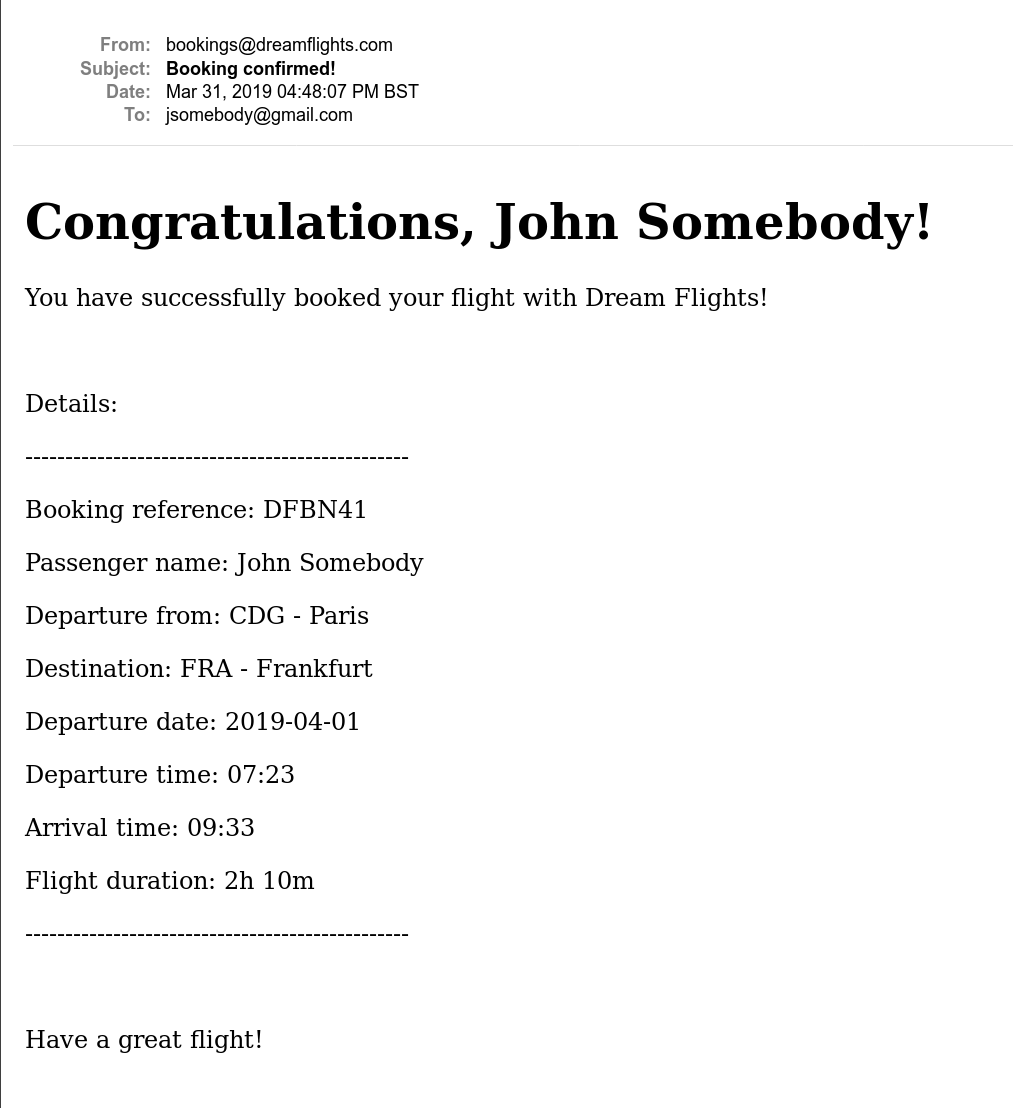 From: bookings@dreamflights.com
Subject: Booking confirmed!
Date: Mar 31, 2019 04:48:07 PM BST
To: jsomebody@gmail.com
Congratulations, John Somebody!
You have successfully booked your flight with Dream Flights!
Details:
------------------------------------------------
Booking reference: DFBN41
Passenger name: John Somebody
Departure from: CDG - Paris
Destination: FRA - Frankfurt
Departure date: 2019-04-01
Departure time: 07:23
Arrival time: 09:33
Flight duration: 2h 10m
------------------------------------------------
Have a great flight!